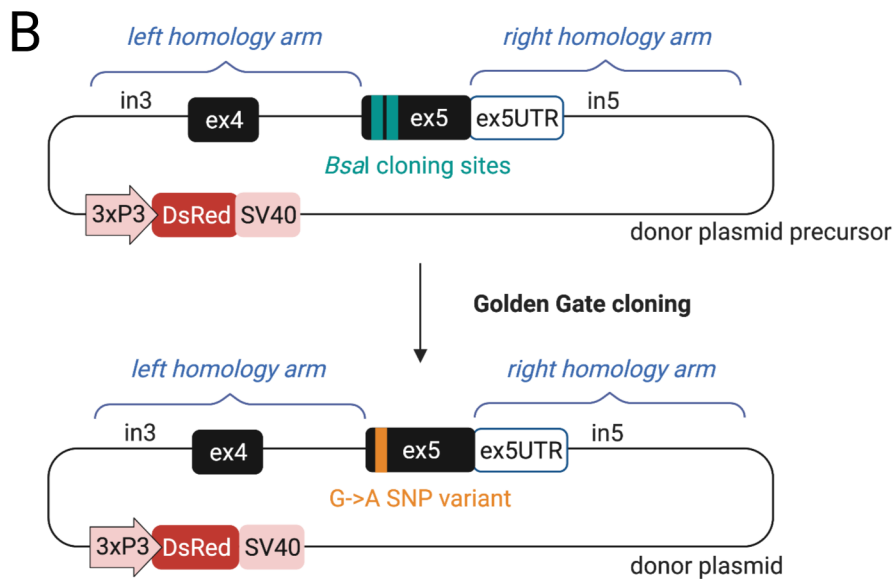 B
left homology arm
right homology arm
in3
ex4
ex5
ex5UTR
in5
BsaI cloning sites
3xP3
DsRed
SV40
donor plasmid precursor
Golden Gate cloning
left homology arm
right homology arm
in3
ex4
ex5
ex5UTR
in5
G->A SNP variant
3xP3
DsRed
SV40
donor plasmid